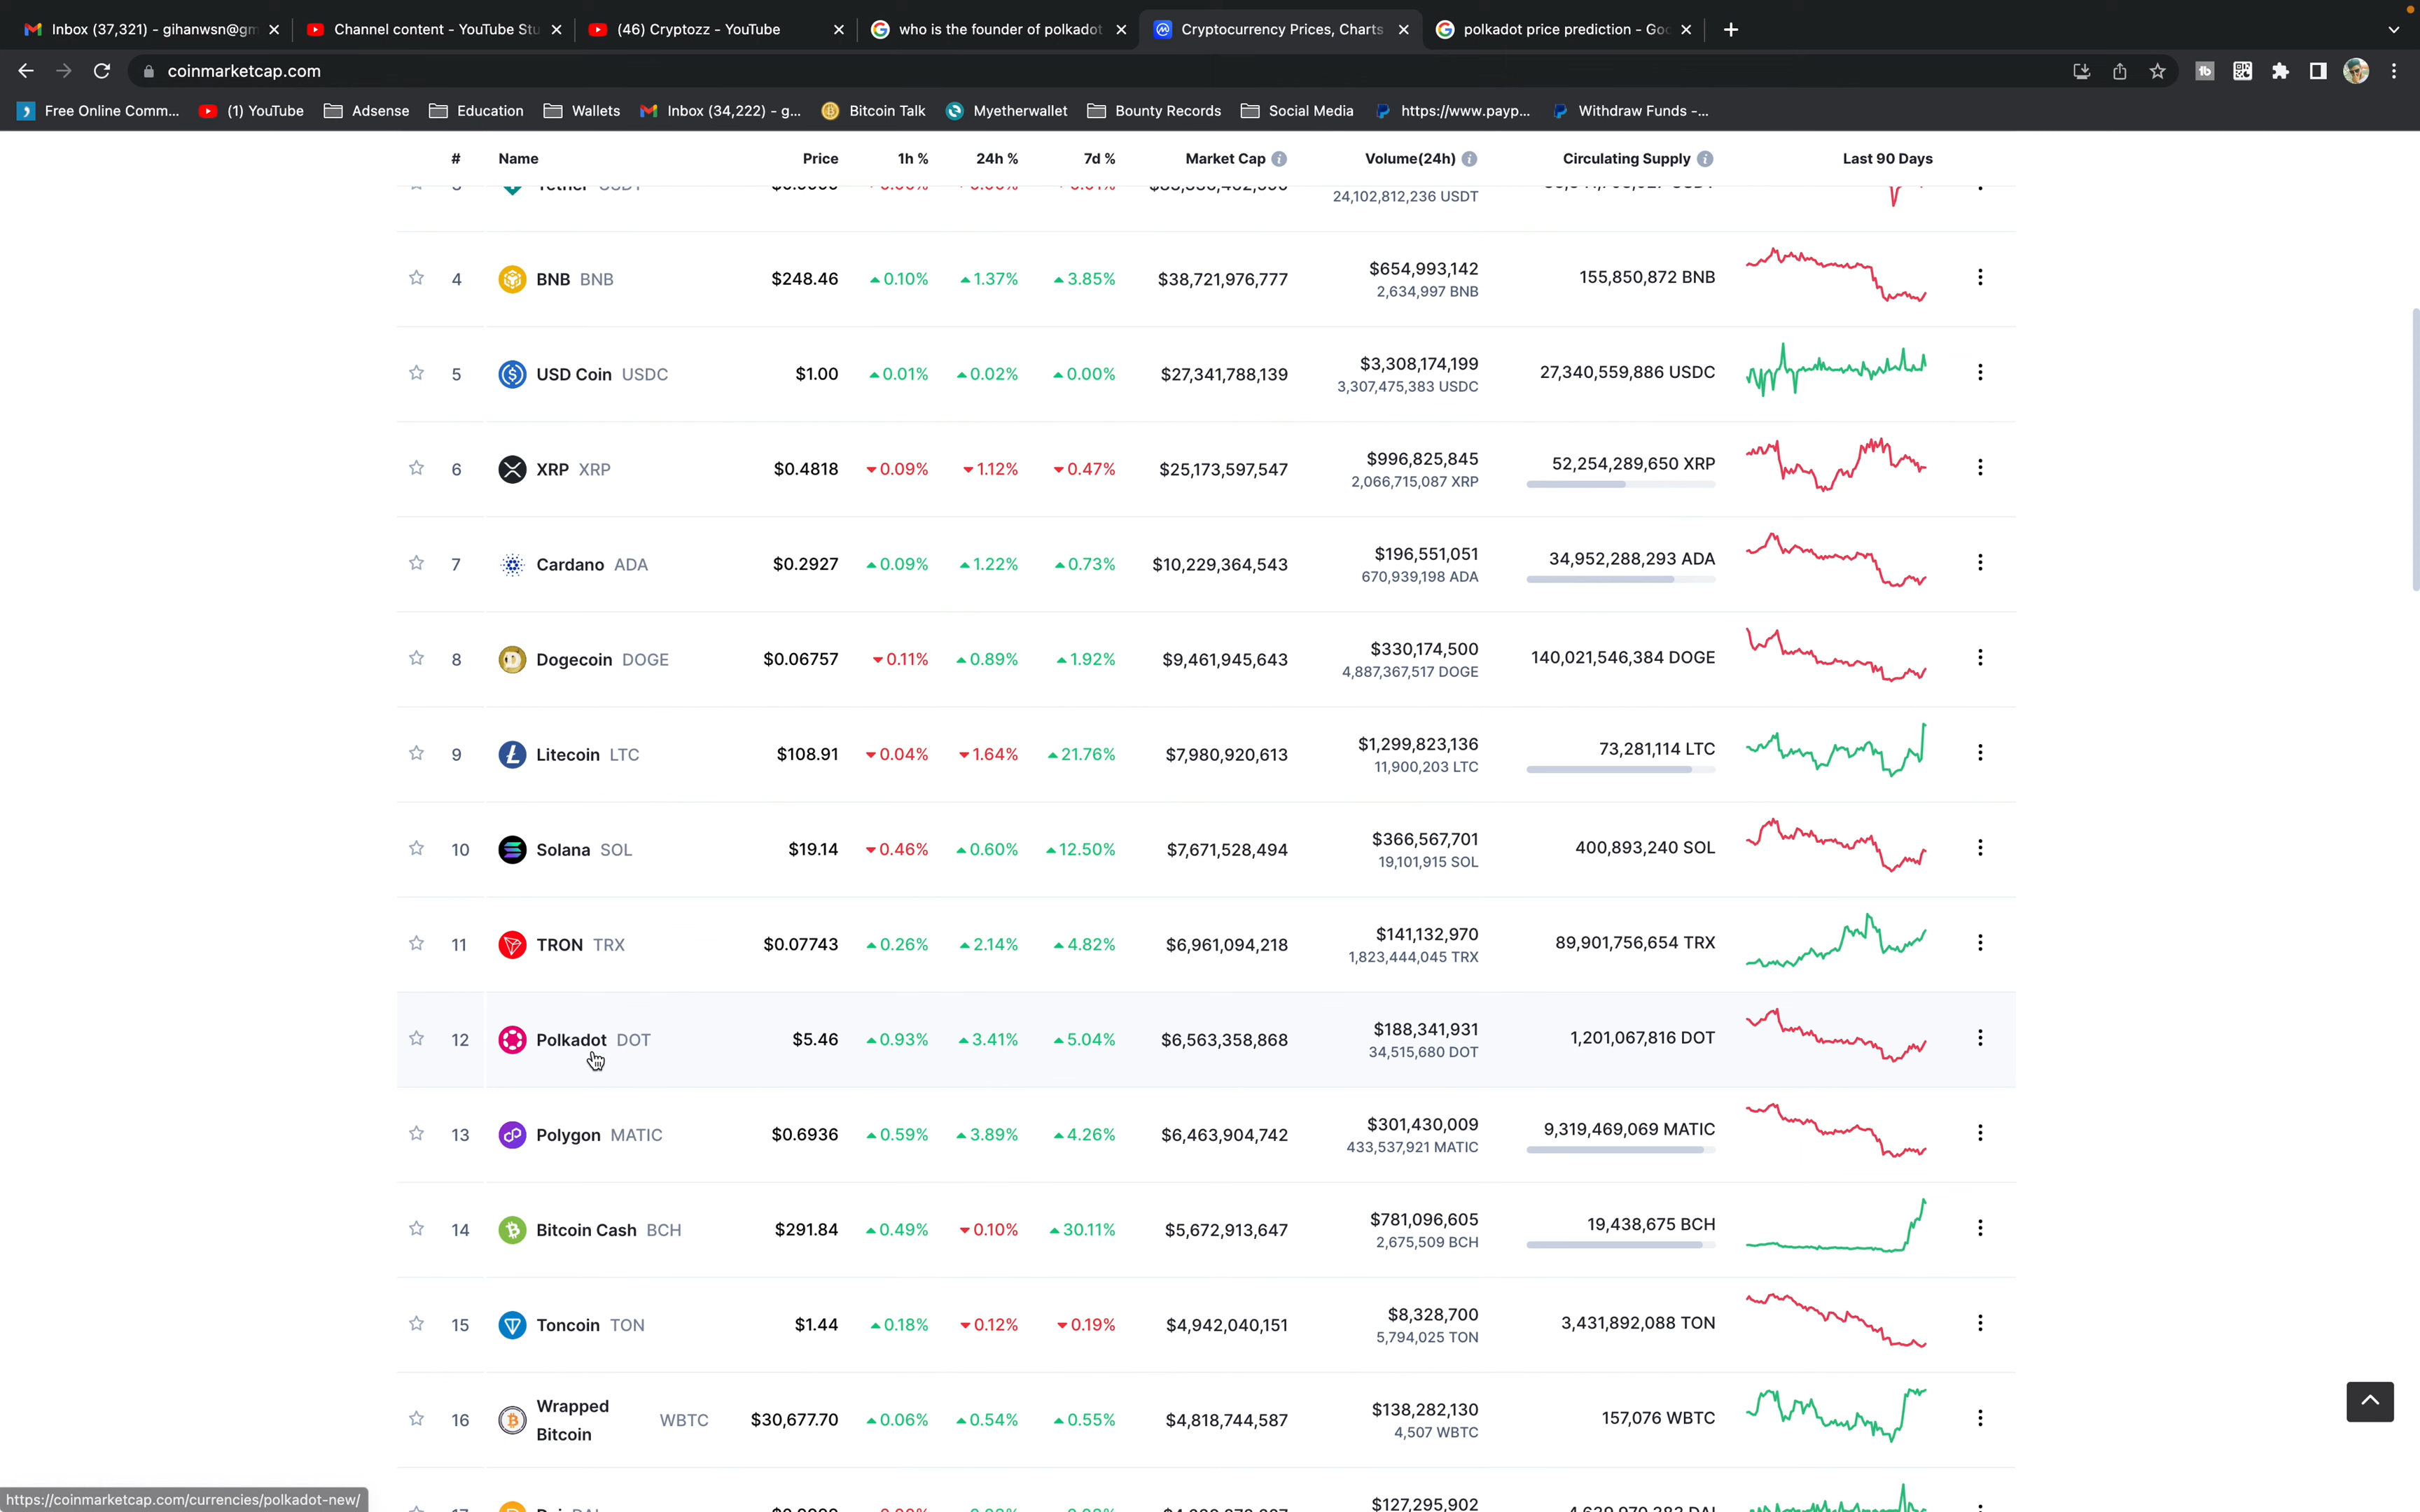 Inbox (37,321) - gihanwsn@gm
Channel content - YouTube Stu
(46) Cryptozz - YouTube
who is the founder of polkadot
Cryptocurrency Prices, Charts
polkadot price prediction - Goo
coinmarketcap.com
Free Online Comm...
(1) YouTube
Adsense
Education
Wallets
Inbox (34,222) - g...
Bitcoin Talk
Myetherwallet
Bounty Records
Social Media
https://www.payp...
Withdraw Funds -...
# Name Price 1h % 24h % 7d % Market Cap Volume(24h) Circulating Supply Last 90 Days
24,102,812,236 USDT
4 BNB BNB $248.46 0.10% 1.37% 3.85% $38,721,976,777 $654,993,142 155,850,872 BNB
2,634,997 BNB
5 USD Coin USDC $1.00 0.01% 0.02% 0.00% $27,341,788,139 $3,308,174,199 27,340,559,886 USDC
3,307,475,383 USDC
6 XRP XRP $0.4818 0.09% 1.12% 0.47% $25,173,597,547 $996,825,845 52,254,289,650 XRP
2,066,715,087 XRP
7 Cardano ADA $0.2927 0.09% 1.22% 0.73% $10,229,364,543 $196,551,051 34,952,288,293 ADA
670,939,198 ADA
8 Dogecoin DOGE $0.06757 0.11% 0.89% 1.92% $9,461,945,643 $330,174,500 140,021,546,384 DOGE
4,887,367,517 DOGE
9 Litecoin LTC $108.91 0.04% 1.64% 21.76% $7,980,920,613 $1,299,823,136 73,281,114 LTC
11,900,203 LTC
10 Solana SOL $19.14 0.46% 0.60% 12.50% $7,671,528,494 $366,567,701 400,893,240 SOL
19,101,915 SOL
11 TRON TRX $0.07743 0.26% 2.14% 4.82% $6,961,094,218 $141,132,970 89,901,756,654 TRX
1,823,444,045 TRX
12 Polkadot DOT $5.46 0.93% 3.41% 5.04% $6,563,358,868 $188,341,931 1,201,067,816 DOT
34,515,680 DOT
13 Polygon MATIC $0.6936 0.59% 3.89% 4.26% $6,463,904,742 $301,430,009 9,319,469,069 MATIC
433,537,921 MATIC
14 Bitcoin Cash BCH $291.84 0.49% 0.10% 30.11% $5,672,913,647 $781,096,605 19,438,675 BCH
2,675,509 BCH
15 Toncoin TON $1.44 0.18% 0.12% 0.19% $4,942,040,151 $8,328,700 3,431,892,088 TON
5,794,025 TON
16 Wrapped Bitcoin WBTC $30,677.70 0.06% 0.54% 0.55% $4,818,744,587 $138,282,130 157,076 WBTC
4,507 WBTC
$127,295,902
https://coinmarketcap.com/currencies/polkadot-new/